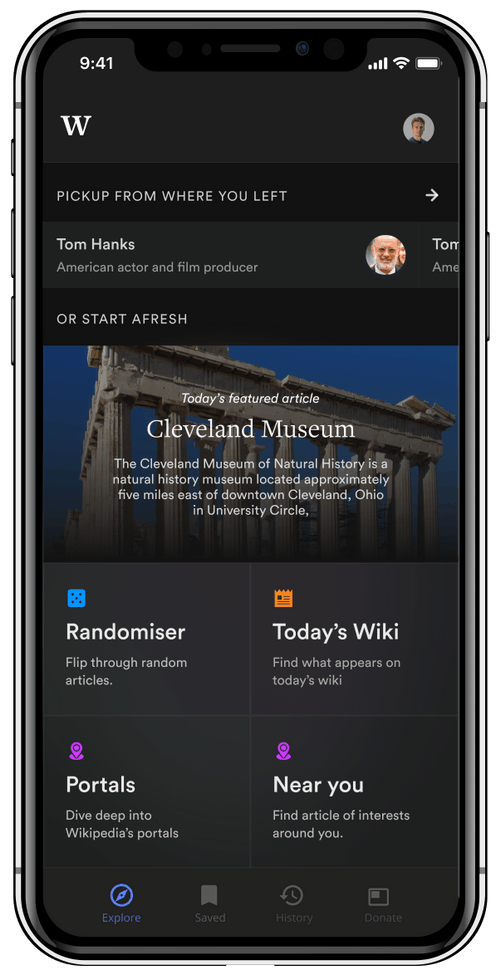 9:41
W
PICKUP FROM WHERE YOU LEFT
Tom Hanks
American actor and film producer
Tom
Ame
OR START AFRESH
Today's featured article
Cleveland Museum
The Cleveland Museum of Natural History is a
natural history museum located approximately
five miles east of downtown Cleveland, Ohio
in University Circle,
Randomiser
Flip through random
articles.
Today's Wiki
Find what appears on
today's wiki
Portals
Dive deep into
Wikipedia's portals
Near you
Find article of interests
around you.
Explore
Saved
History
Donate